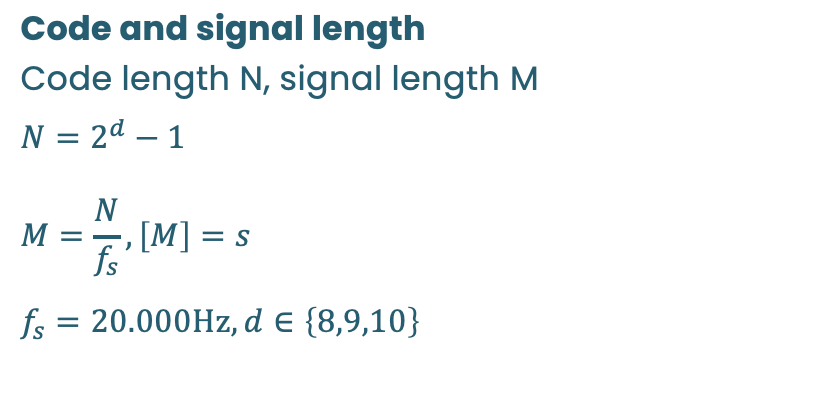 Code and signal length
Code length N, signal length M
N = 2^d − 1
M = N/f_s, [M] = s
f_s = 20.000Hz, d ∈ {8,9,10}